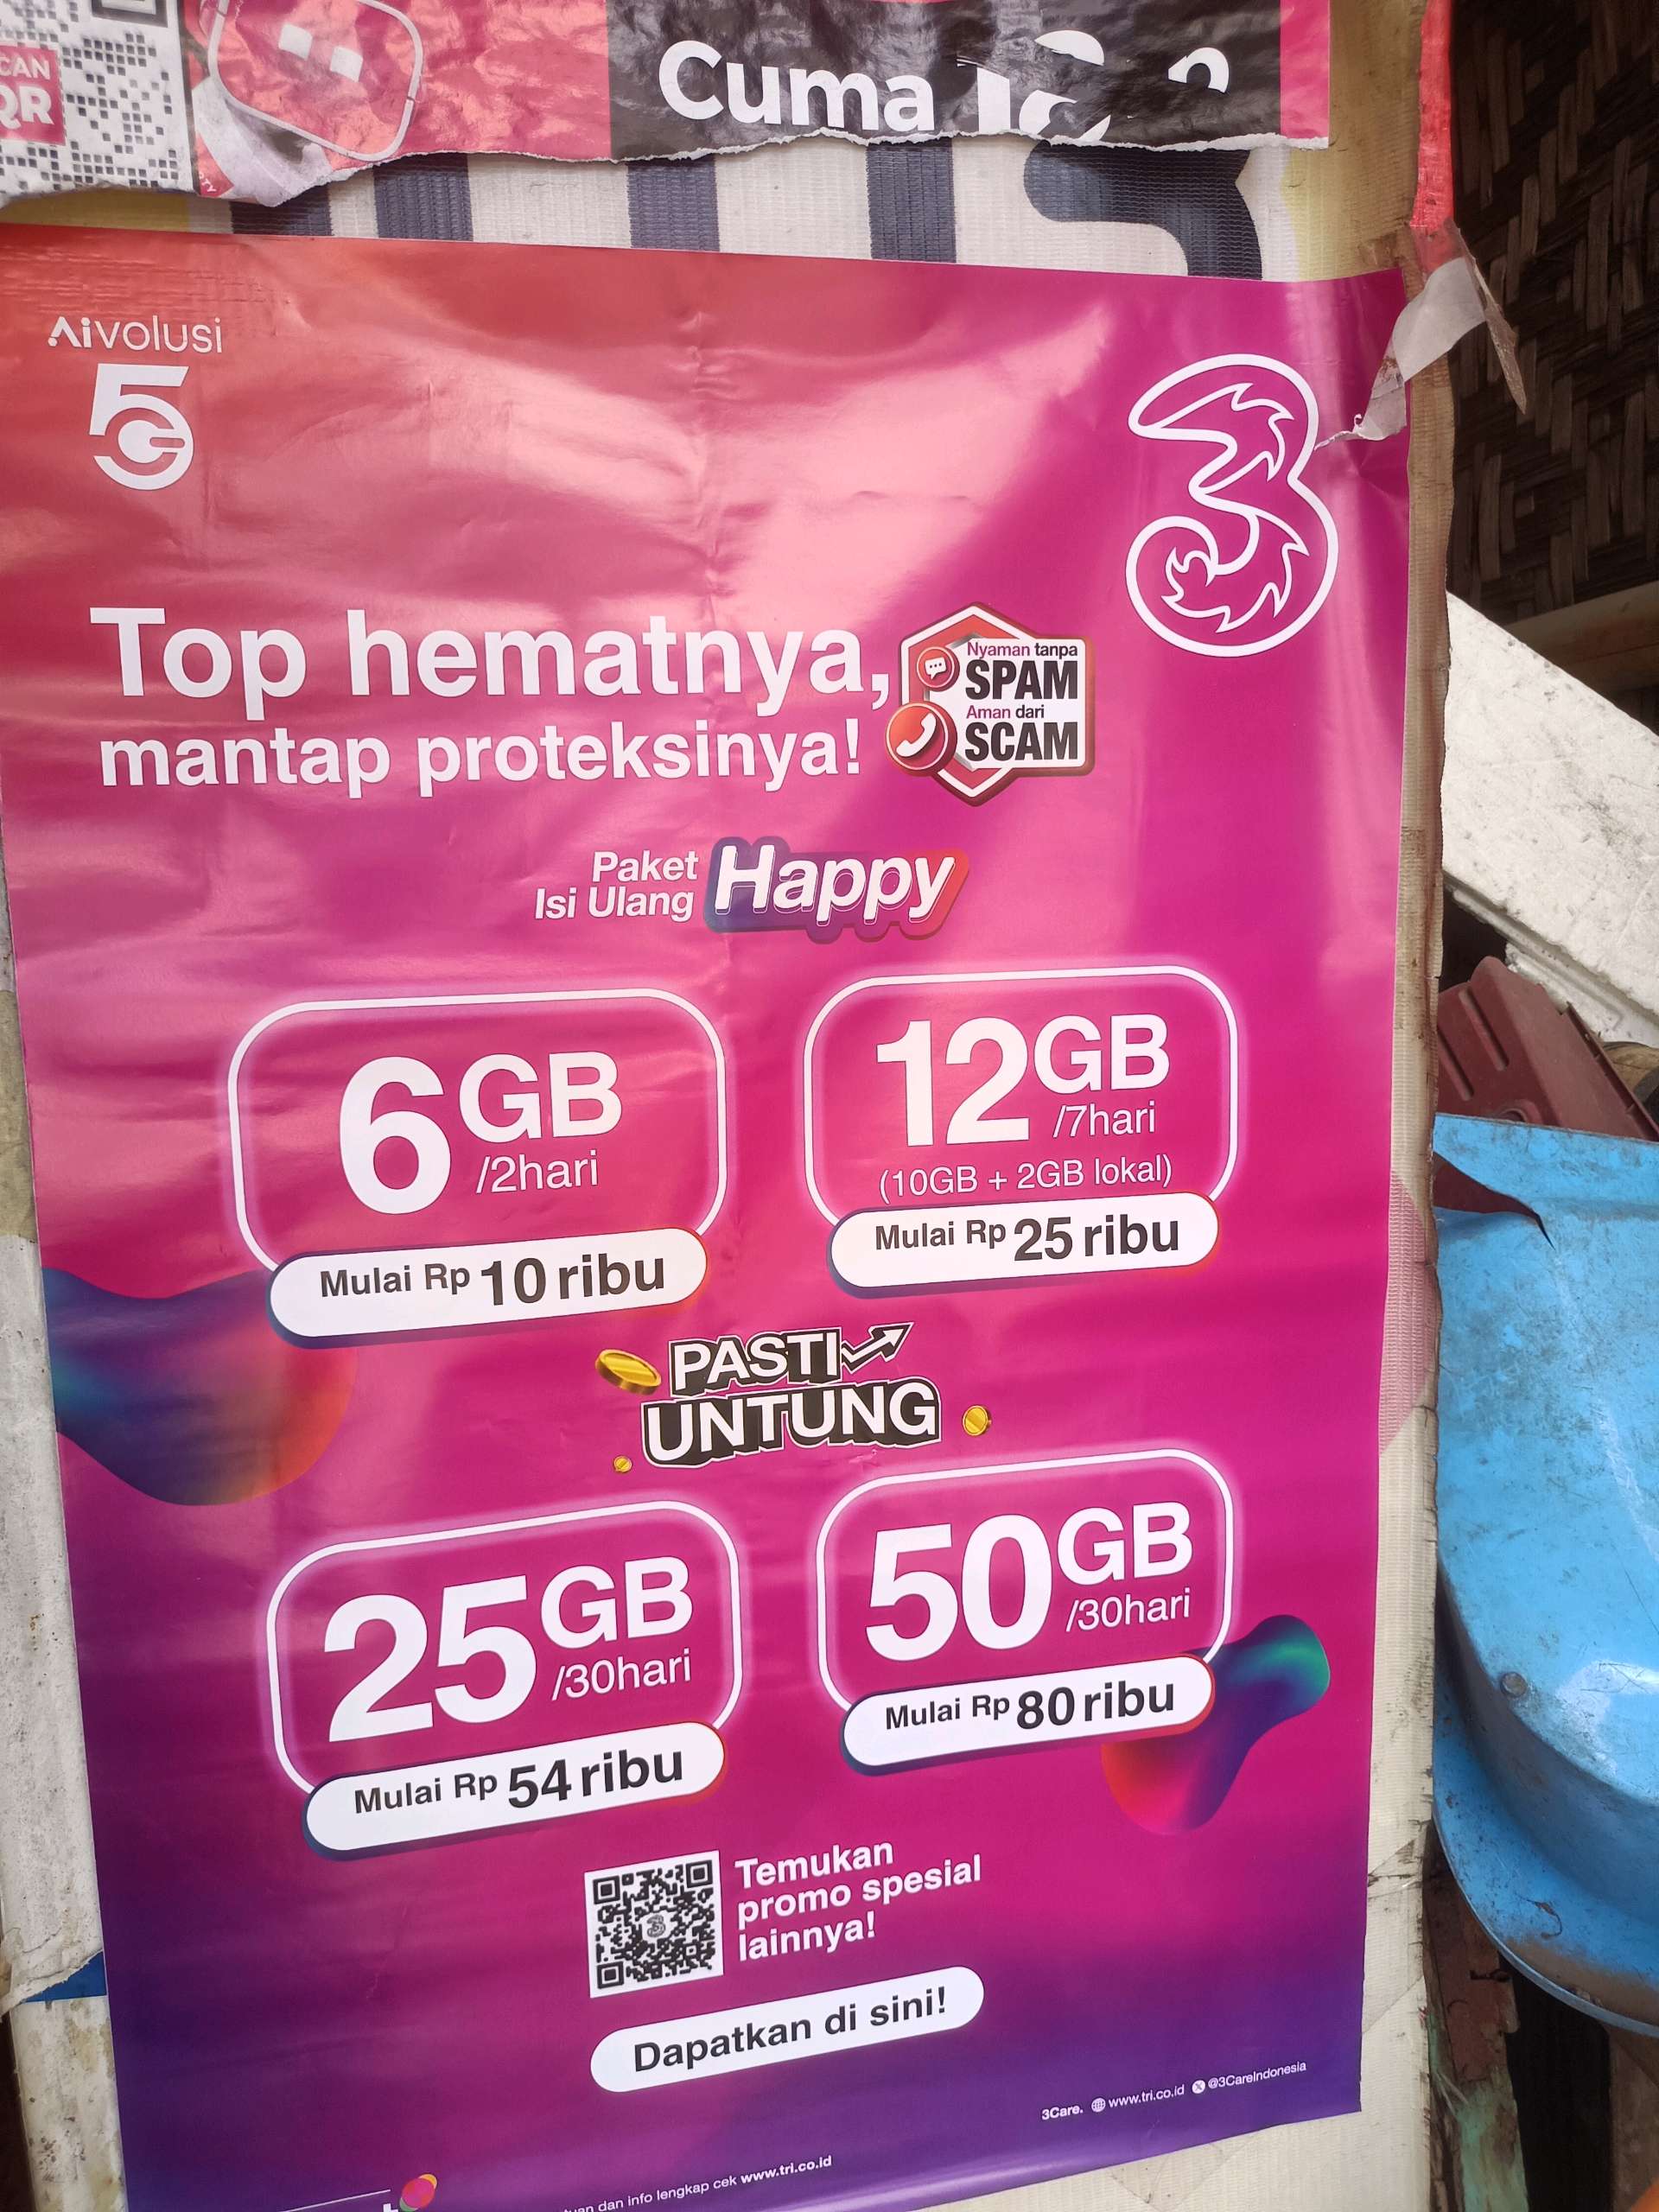 CAN
QR
Cuma
Aivolusi
5G
3
Top hematnya,
mantap proteksinya!
Nyaman tanpa
SPAM
Aman dari
SCAM
Paket
Isi Ulang
Happy
6GB
/2hari
Mulai Rp 10 ribu
12GB
/7hari
(10GB + 2GB lokal)
Mulai Rp 25 ribu
PASTI
UNTUNG
25GB
/30hari
Mulai Rp 54 ribu
50GB
/30hari
Mulai Rp 80 ribu
Temukan
promo spesial
lainnya!
Dapatkan di sini!
3Care. www.tri.co.id @3CareIndonesia
dan info lengkap cek www.tri.co.id